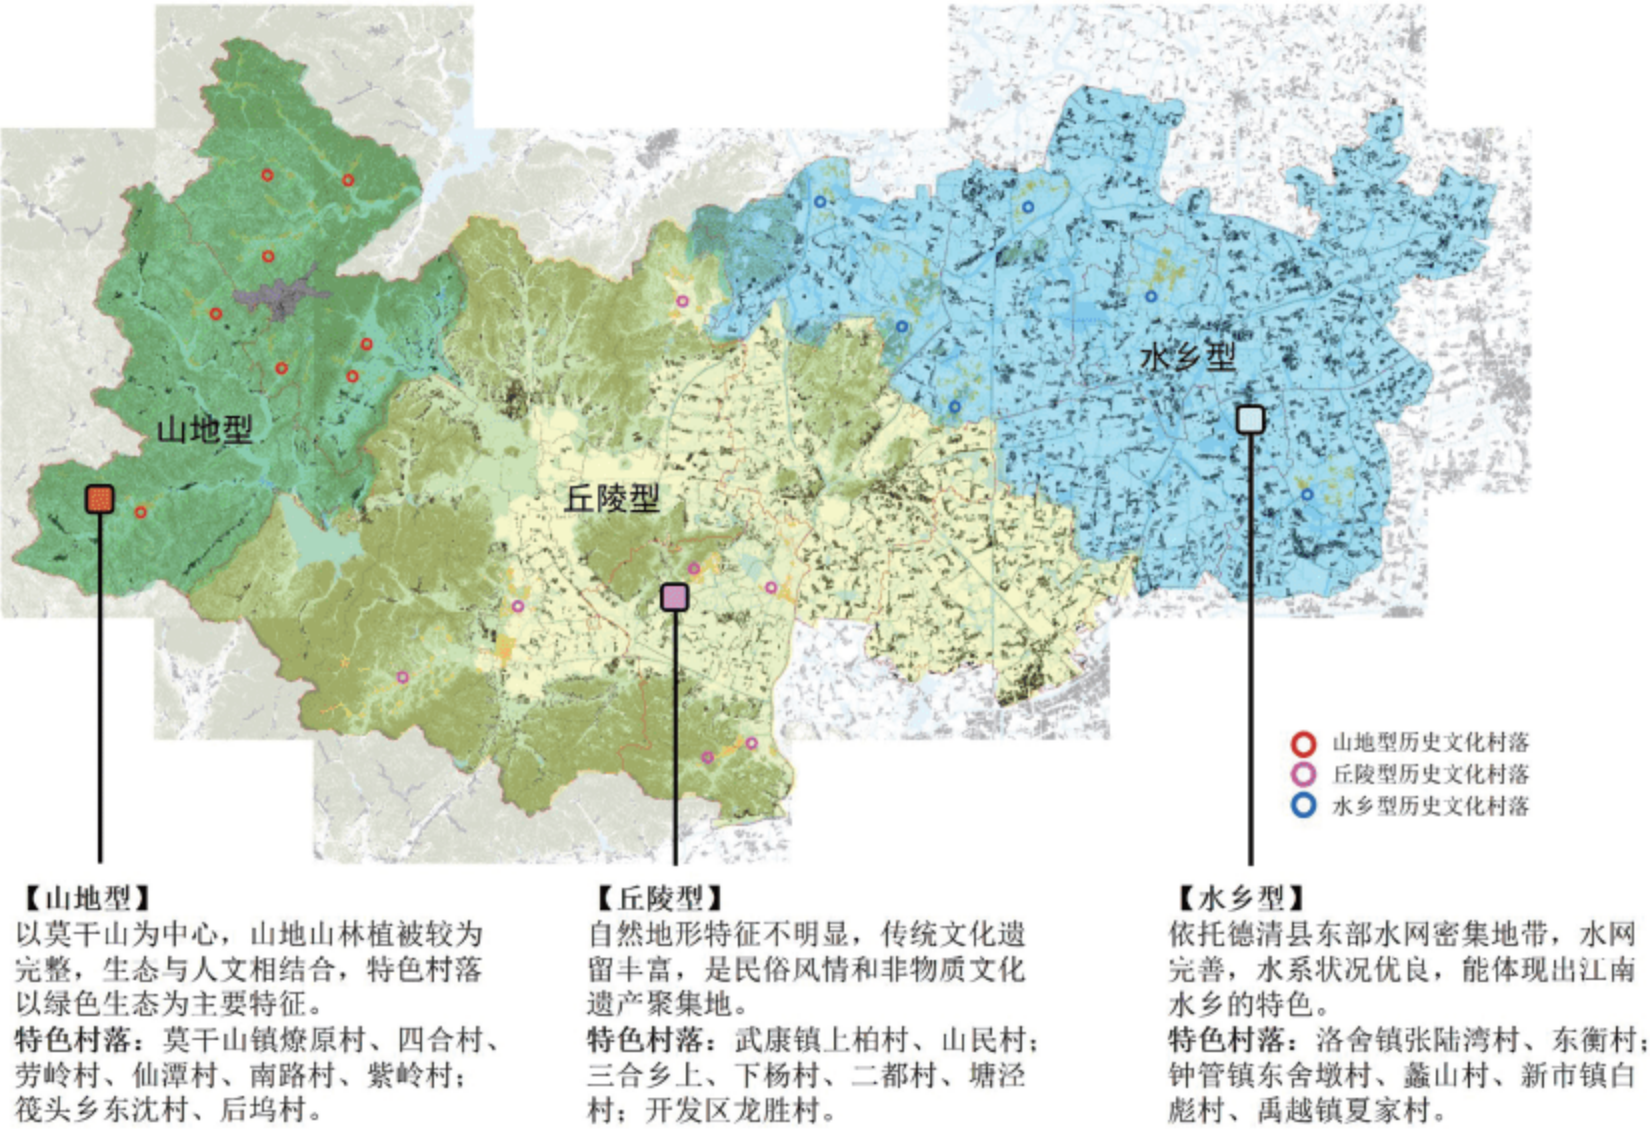 山地型
丘陵型
水乡型
山地型历史文化村落
丘陵型历史文化村落
水乡型历史文化村落
【山地型】
以莫干山为中心，山地山林植被较为
完整，生态与人文相结合，特色村落
以绿色生态为主要特征。
特色村落：莫干山镇燎原村、四合村、
劳岭村、仙潭村、南路村、紫岭村；
筏头乡东沈村、后坞村。
【丘陵型】
自然地形特征不明显，传统文化遗
留丰富，是民俗风情和非物质文化
遗产聚集地。
特色村落：武康镇上柏村、山民村；
三合乡上、下杨村、二都村、塘泾
村；开发区龙胜村。
【水乡型】
依托德清县东部水网密集地带，水网
完善，水系状况优良，能体现出江南
水乡的特色。
特色村落：洛舍镇张陆湾村、东衡村；
钟管镇东舍墩村、蠡山村、新市镇白
彪村、禹越镇夏家村。